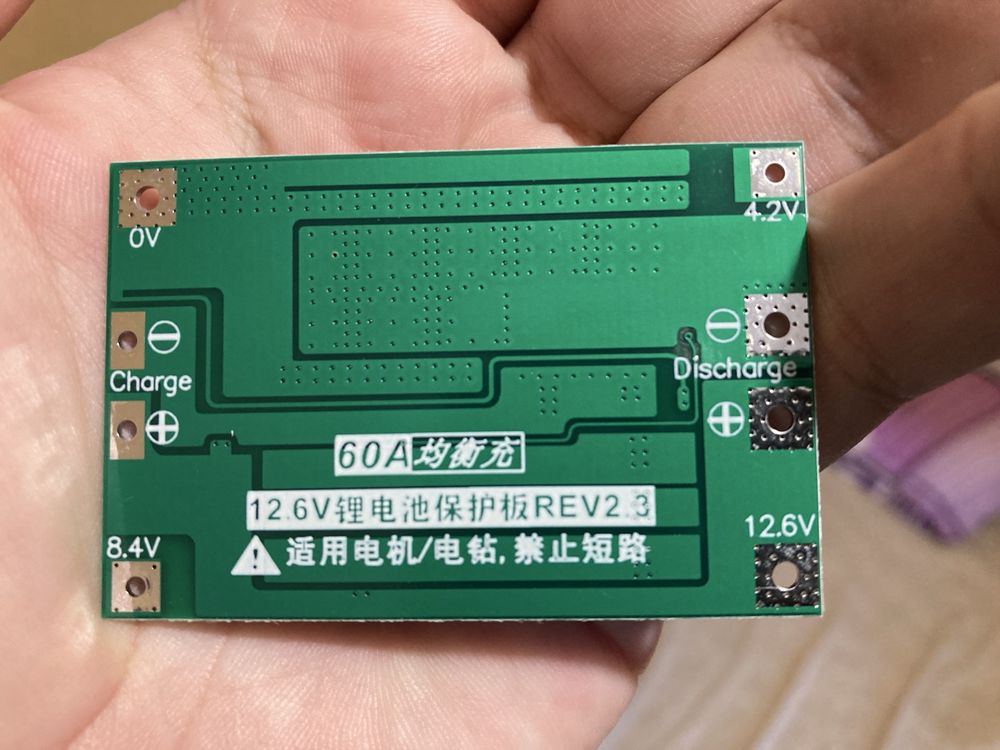 0V
4.2V
⊖
⊖
Charge
Discharge
⊕
⊕
60A均衡充
12.6V锂电池保护板REV2.3
8.4V
12.6V
⚠适用电机/电钻,禁止短路